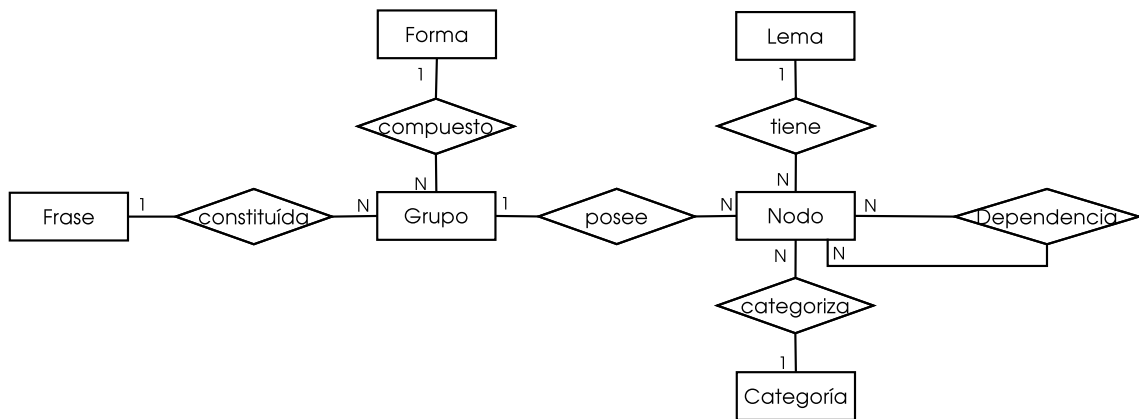 Forma
Lema
1
1
compuesto
tiene
N
N
Frase
1
constituída
N
Grupo
1
posee
N
Nodo
N
Dependencia
N
N
categoriza
1
Categoría